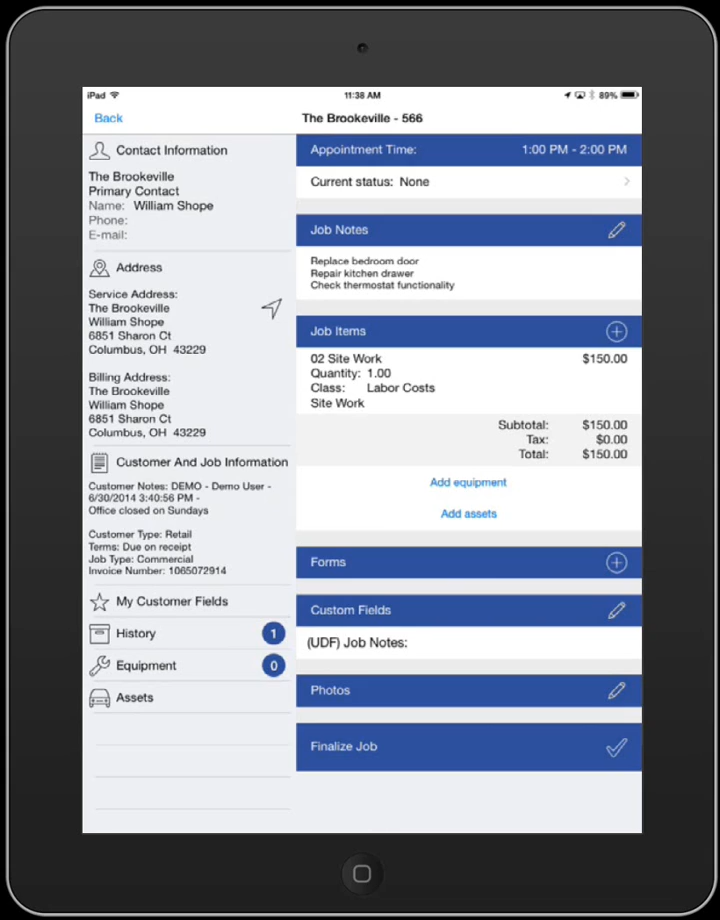 iPad
11:38 AM
89%
Back
The Brookeville - 566
Contact Information
The Brookeville
Primary Contact
Name: William Shope
Phone:
E-mail:
Address
Service Address:
The Brookeville
William Shope
6851 Sharon Ct
Columbus, OH 43229
Billing Address:
The Brookeville
William Shope
6851 Sharon Ct
Columbus, OH 43229
Customer And Job Information
Customer Notes: DEMO - Demo User -
6/30/2014 3:40:56 PM -
Office closed on Sundays
Customer Type: Retail
Terms: Due on receipt
Job Type: Commercial
Invoice Number: 1065072914
My Customer Fields
History 1
Equipment 0
Assets
Appointment Time: 1:00 PM - 2:00 PM
Current status: None
Job Notes
Replace bedroom door
Repair kitchen drawer
Check thermostat functionality
Job Items
02 Site Work $150.00
Quantity: 1.00
Class: Labor Costs
Site Work
Subtotal: $150.00
Tax: $0.00
Total: $150.00
Add equipment
Add assets
Forms
Custom Fields
(UDF) Job Notes:
Photos
Finalize Job